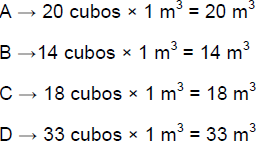 A → 20 cubos × 1 m³ = 20 m³
B →14 cubos × 1 m³ = 14 m³
C → 18 cubos × 1 m³ = 18 m³
D → 33 cubos × 1 m³ = 33 m³